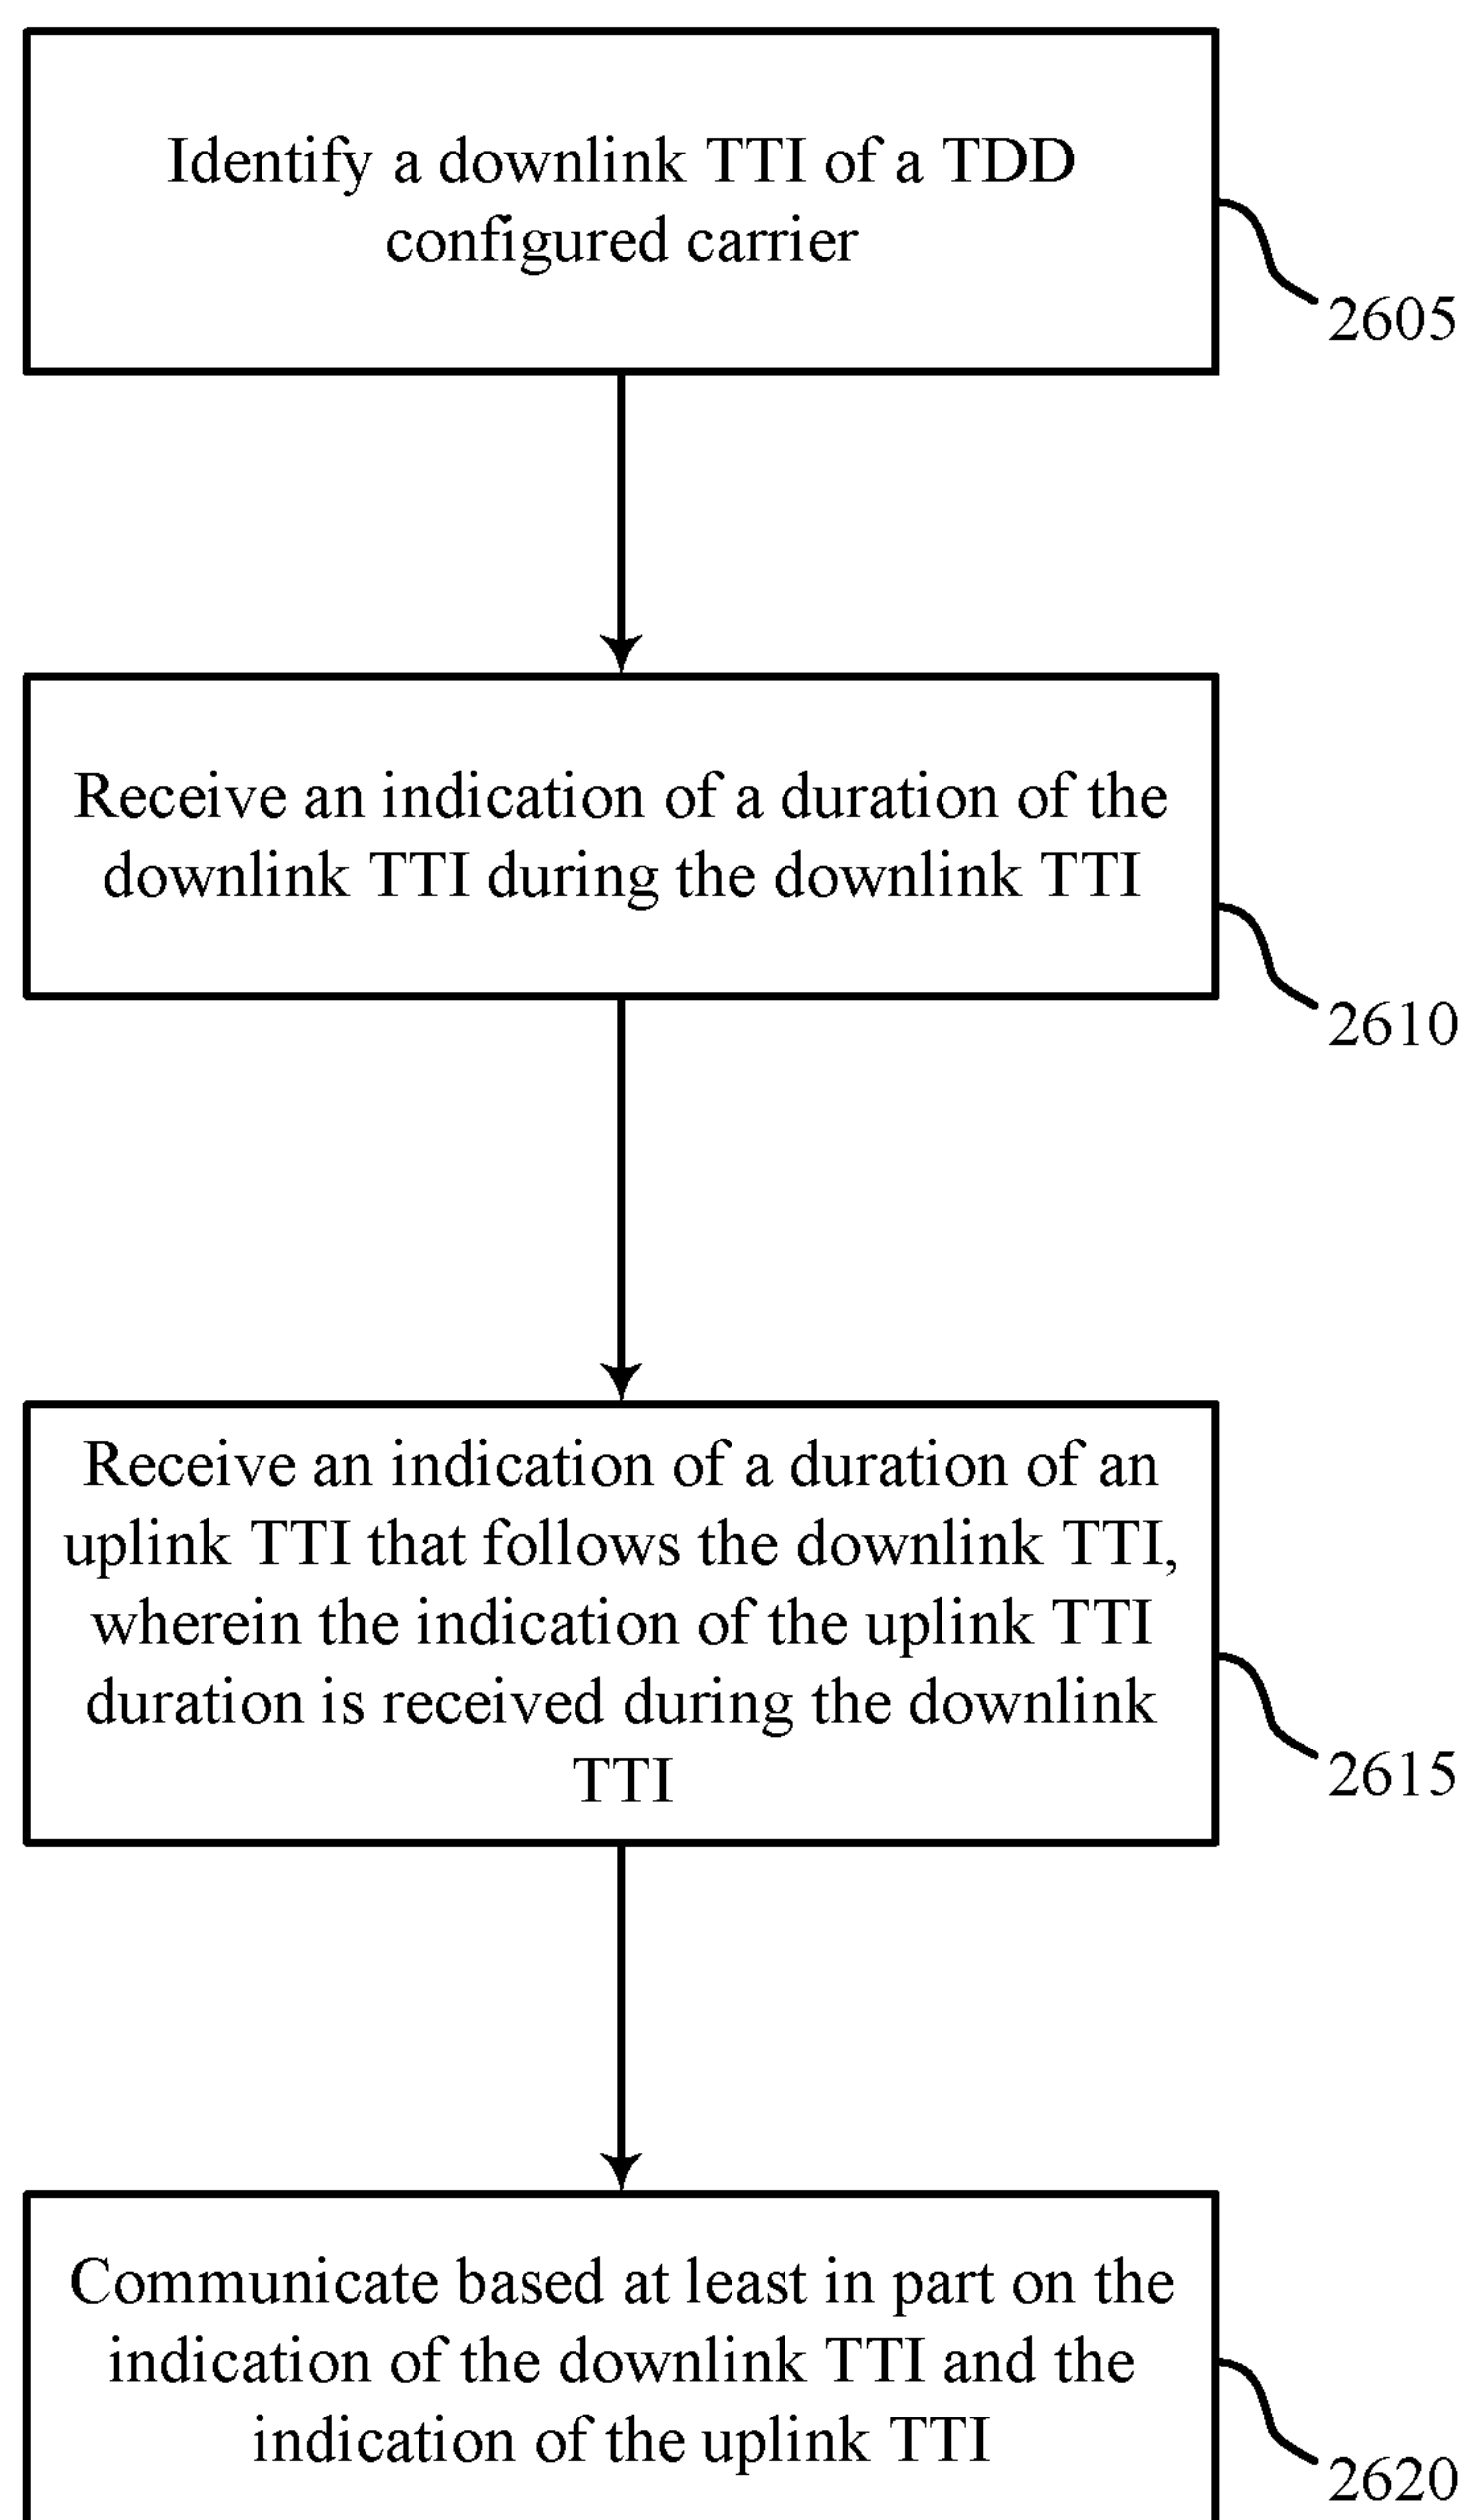 Identify a downlink TTI of a TDD
configured carrier
2605
Receive an indication of a duration of the
downlink TTI during the downlink TTI
2610
Receive an indication of a duration of an
uplink TTI that follows the downlink TTI,
wherein the indication of the uplink TTI
duration is received during the downlink
TTI
2615
Communicate based at least in part on the
indication of the downlink TTI and the
indication of the uplink TTI
2620